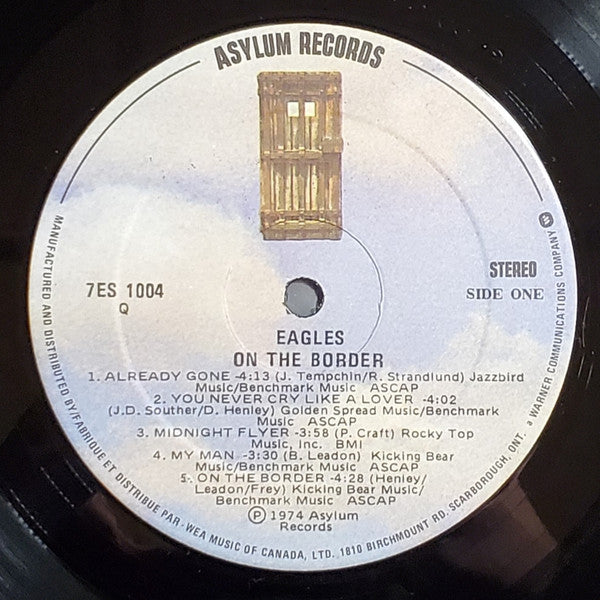 ASYLUM RECORDS
7ES 1004
Q
STEREO
SIDE ONE
EAGLES
ON THE BORDER
1. ALREADY GONE -4:13 (J. Tempchin/R. Strandlund) Jazzbird
Music/Benchmark Music ASCAP
2. YOU NEVER CRY LIKE A LOVER -4:02
(J.D. Souther/D. Henley) Golden Spread Music/Benchmark
Music ASCAP
3. MIDNIGHT FLYER -3:58 (P. Craft) Rocky Top
Music, Inc. BMI
4. MY MAN -3:30 (B. Leadon) Kicking Bear
Music/Benchmark Music ASCAP
5. ON THE BORDER -4:28 (Henley/
Leadon/Frey) Kicking Bear Music/
Benchmark Music ASCAP
Ⓟ 1974 Asylum
Records
MANUFACTURED AND DISTRIBUTED BY/FABRIQUE ET DISTRIBUE PAR-WEA MUSIC OF CANADA, LTD. 1810 BIRCHMOUNT RD. SCARBOROUGH, ONT. a WARNER COMMUNICATIONS COMPANY